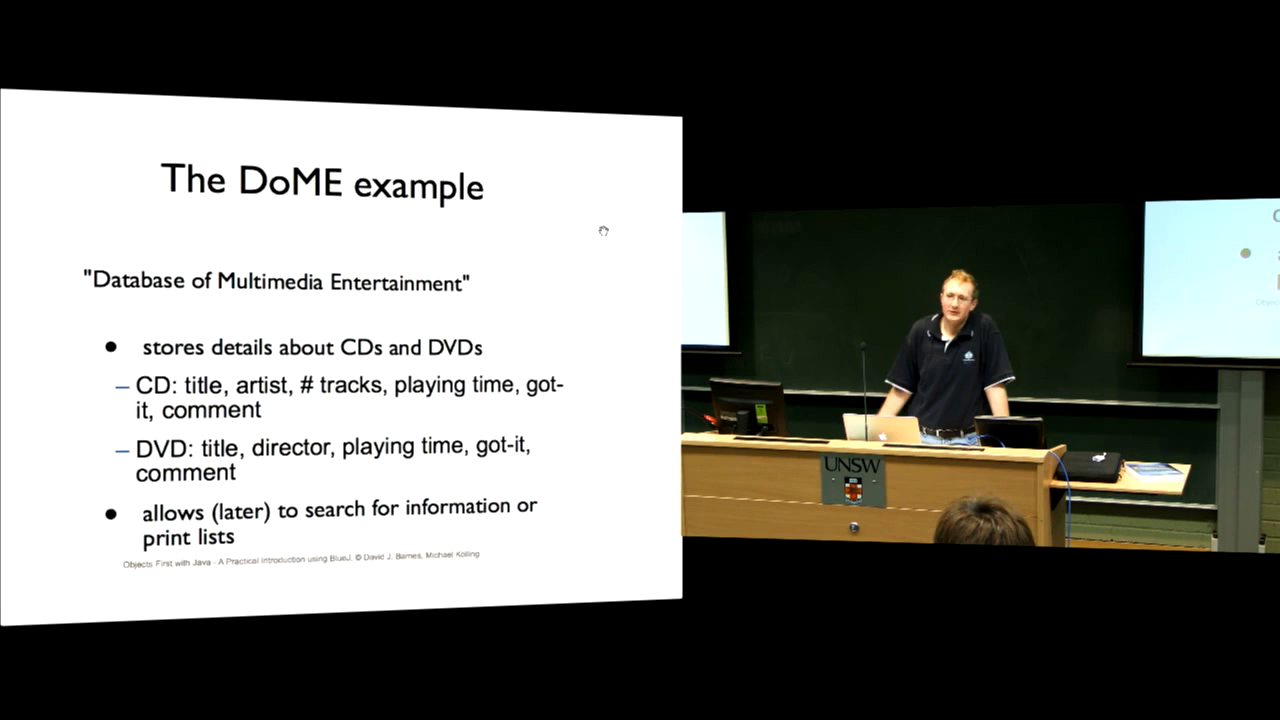 The DoME example
"Database of Multimedia Entertainment"
● stores details about CDs and DVDs
– CD: title, artist, # tracks, playing time, got-
it, comment
– DVD: title, director, playing time, got-it,
comment
● allows (later) to search for information or
print lists
Objects First with Java - A Practical Introduction using BlueJ, © David J. Barnes, Michael Kölling
UNSW